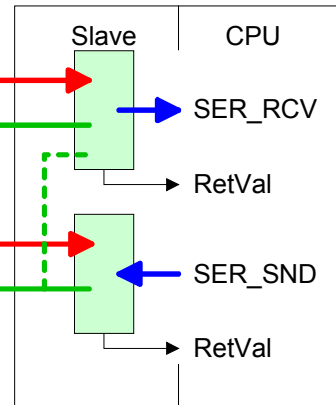 Slave CPU
SER_RCV
RetVal
SER_SND
RetVal